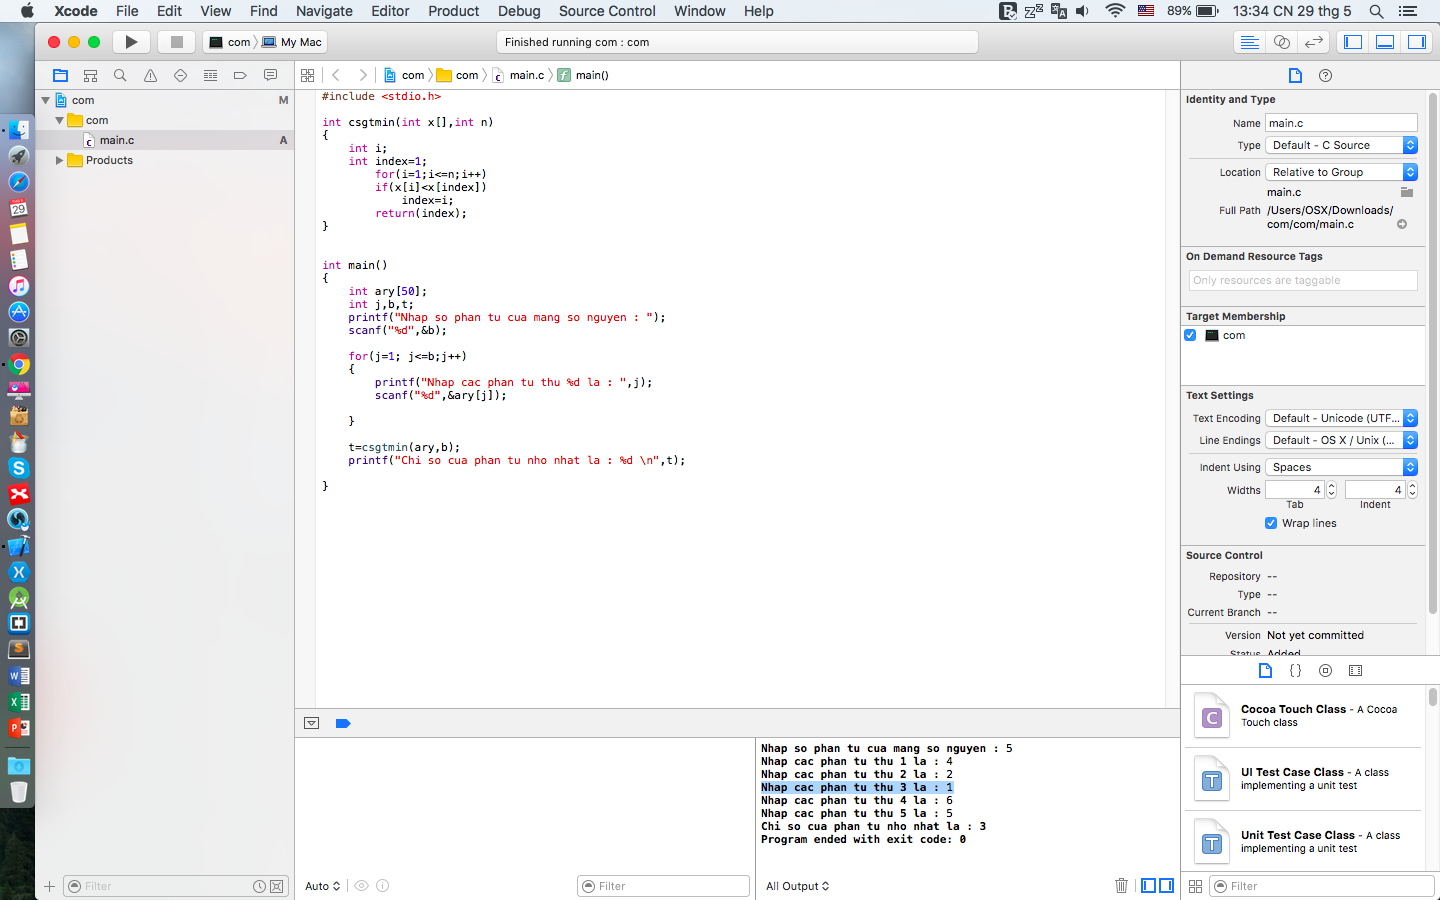 Xcode File Edit View Find Navigate Editor Product Debug Source Control Window Help 89% 13:34 CN 29 thg 5
com My Mac Finished running com : com
com com main.c main()
com M
com
main.c A
Products
#include <stdio.h>
int csgtmin(int x[],int n)
{
int i;
int index=1;
for(i=1;i<=n;i++)
if(x[i]<x[index])
index=i;
return(index);
}
int main()
{
int ary[50];
int j,b,t;
printf("Nhap so phan tu cua mang so nguyen : ");
scanf("%d",&b);
for(j=1; j<=b;j++)
{
printf("Nhap cac phan tu thu %d la : ",j);
scanf("%d",&ary[j]);
}
t=csgtmin(ary,b);
printf("Chi so cua phan tu nho nhat la : %d \n",t);
}
Identity and Type
Name main.c
Type Default - C Source
Location Relative to Group
main.c
Full Path /Users/OSX/Downloads/
com/com/main.c
On Demand Resource Tags
Only resources are taggable
Target Membership
com
Text Settings
Text Encoding Default - Unicode (UTF...
Line Endings Default - OS X / Unix (...
Indent Using Spaces
Widths 4 4
Tab Indent
Wrap lines
Source Control
Repository --
Type --
Current Branch --
Version Not yet committed
Status Added
Cocoa Touch Class - A Cocoa
Touch class
UI Test Case Class - A class
implementing a unit test
Unit Test Case Class - A class
implementing a unit test
Nhap so phan tu cua mang so nguyen : 5
Nhap cac phan tu thu 1 la : 4
Nhap cac phan tu thu 2 la : 2
Nhap cac phan tu thu 3 la : 1
Nhap cac phan tu thu 4 la : 6
Nhap cac phan tu thu 5 la : 5
Chi so cua phan tu nho nhat la : 3
Program ended with exit code: 0
Filter Auto Filter All Output Filter